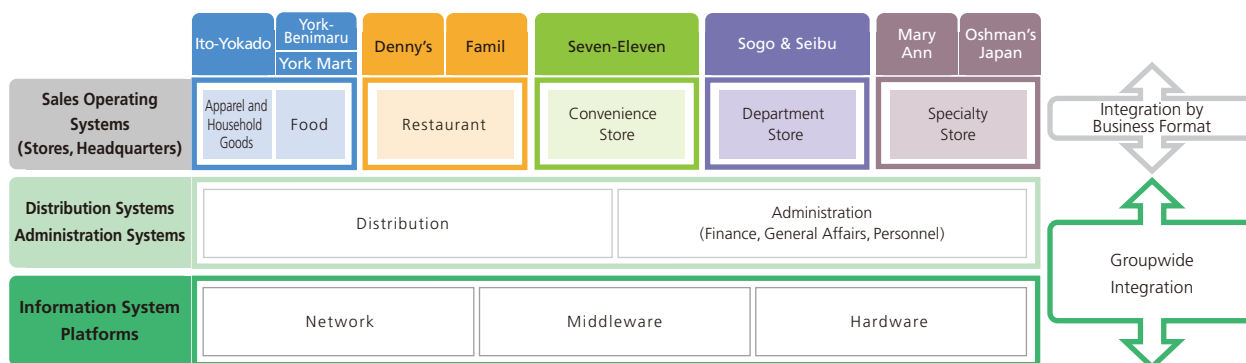 Ito-Yokado
York-
Benimaru
York Mart
Denny's
Famil
Seven-Eleven
Sogo & Seibu
Mary
Ann
Oshman's
Japan
Sales Operating
Systems
(Stores, Headquarters)
Apparel and
Household
Goods
Food
Restaurant
Convenience
Store
Department
Store
Specialty
Store
Integration by
Business Format
Distribution Systems
Administration Systems
Distribution
Administration
(Finance, General Affairs, Personnel)
Groupwide
Integration
Information System
Platforms
Network
Middleware
Hardware